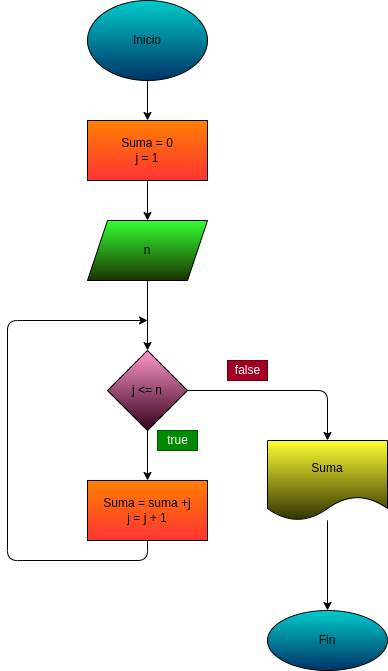 Inicio
Suma = 0
j = 1
n
j <= n
false
true
Suma
Suma = suma +j
j = j + 1
Fin